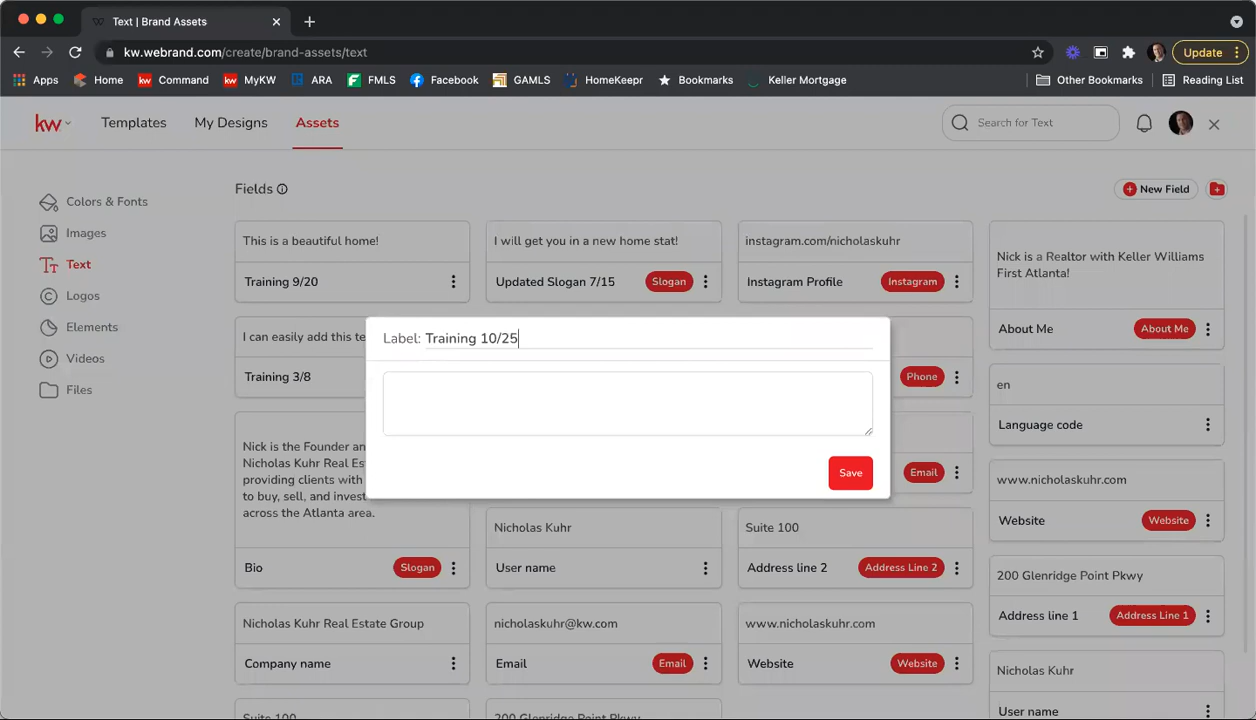 Text | Brand Assets
kw.webrand.com/create/brand-assets/text
Update
Apps
Home
kw Command
kw MyKW
ARA
FMLS
Facebook
GAMLS
HomeKeepr
Bookmarks
Keller Mortgage
Other Bookmarks
Reading List
kw
Templates
My Designs
Assets
Search for Text
Colors & Fonts
Images
Text
Logos
Elements
Videos
Files
Fields
New Field
This is a beautiful home!
Training 9/20
I will get you in a new home stat!
Updated Slogan 7/15
Slogan
instagram.com/nicholaskuhr
Instagram Profile
Instagram
Nick is a Realtor with Keller Williams
First Atlanta!
About Me
About Me
I can easily add this te
Training 3/8
Label: Training 10/25
Save
Phone
en
Language code
Nick is the Founder an
Nicholas Kuhr Real Es
providing clients with
to buy, sell, and invest
across the Atlanta area.
Bio
Slogan
Email
www.nicholaskuhr.com
Website
Website
Nicholas Kuhr
User name
Suite 100
Address line 2
Address Line 2
200 Glenridge Point Pkwy
Address line 1
Address Line 1
Nicholas Kuhr Real Estate Group
Company name
nicholaskuhr@kw.com
Email
Email
www.nicholaskuhr.com
Website
Website
Nicholas Kuhr
User name
Suite 100
200 Glenridge Point Pkwy